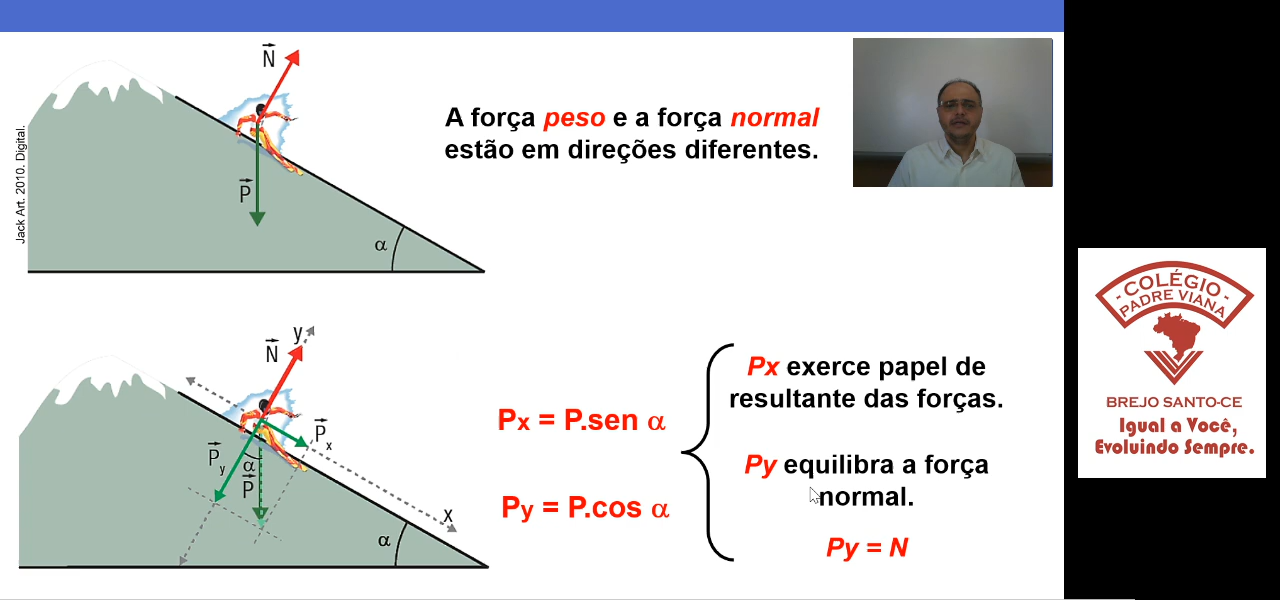 N
P
α
Jack Art. 2010. Digital.
A força peso e a força normal
estão em direções diferentes.
y
N
Px
Py
α
P
x
α
Px = P.sen α
Py = P.cos α
Px exerce papel de
resultante das forças.
Py equilibra a força
normal.
Py = N
- COLÉGIO -
PADRE VIANA
BREJO SANTO-CE
Igual a Você,
Evoluindo Sempre.